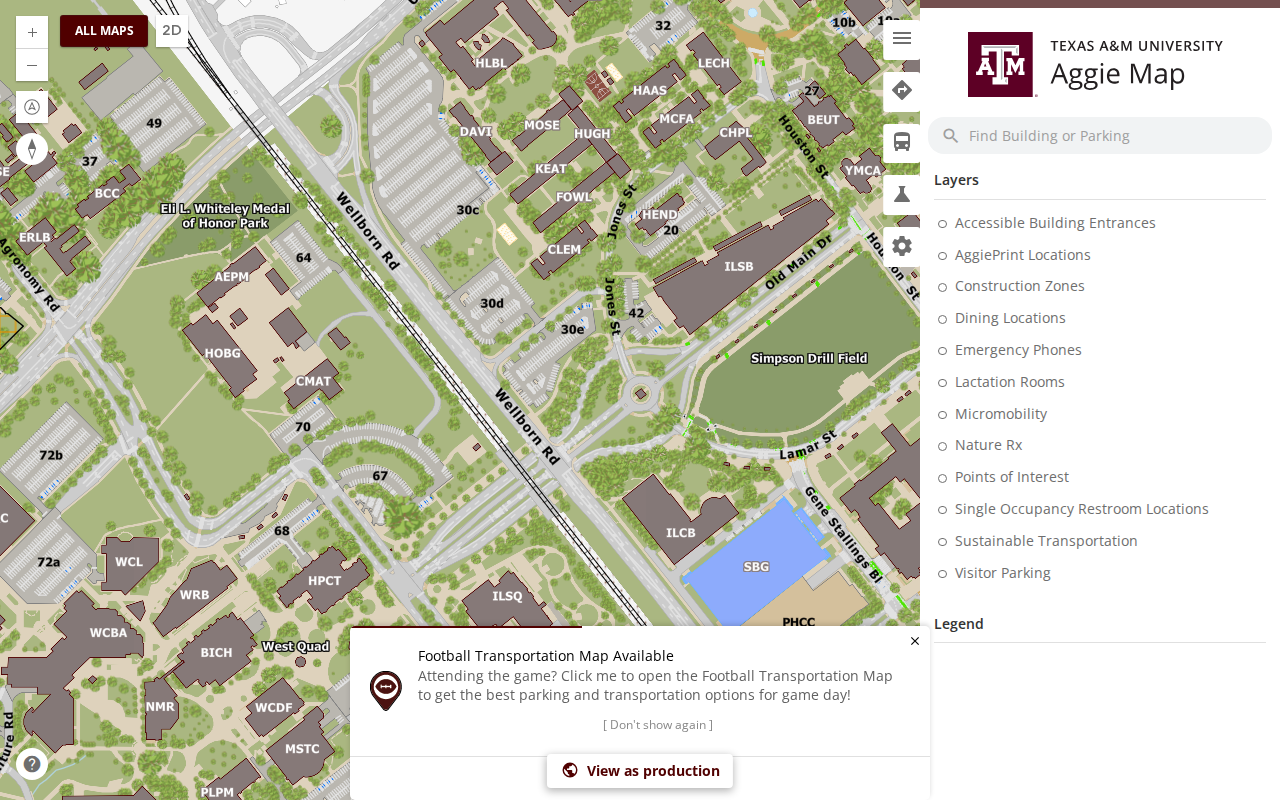 +
ALL MAPS
2D
−
HLBL
32
10b
LECH
HAAS
27
BEUT
49
DAVI
MOSE
HUGH
MCFA
CHPL
Houston St
37
BCC
KEAT
YMCA
Eli L. Whiteley Medal
of Honor Park
Wellborn Rd
30c
FOWL
Jones St
HEND
20
ERLB
Agronomy Rd
64
CLEM
ILSB
Old Main Dr
Houston St
AEPM
30d
30e
Jones St
42
HOBG
Simpson Drill Field
CMAT
Wellborn Rd
70
Lamar St
72b
67
Gene Stallings Bl
C
68
ILCB
72a
WCL
HPCT
SBG
WRB
ILSQ
PHCC
WCBA
BICH
West Quad
NMR
WCDF
MSTC
PLPM
TEXAS A&M UNIVERSITY
Aggie Map
Find Building or Parking
Layers
Accessible Building Entrances
AggiePrint Locations
Construction Zones
Dining Locations
Emergency Phones
Lactation Rooms
Micromobility
Nature Rx
Points of Interest
Single Occupancy Restroom Locations
Sustainable Transportation
Visitor Parking
Legend
Football Transportation Map Available
Attending the game? Click me to open the Football Transportation Map
to get the best parking and transportation options for game day!
[ Don't show again ]
View as production